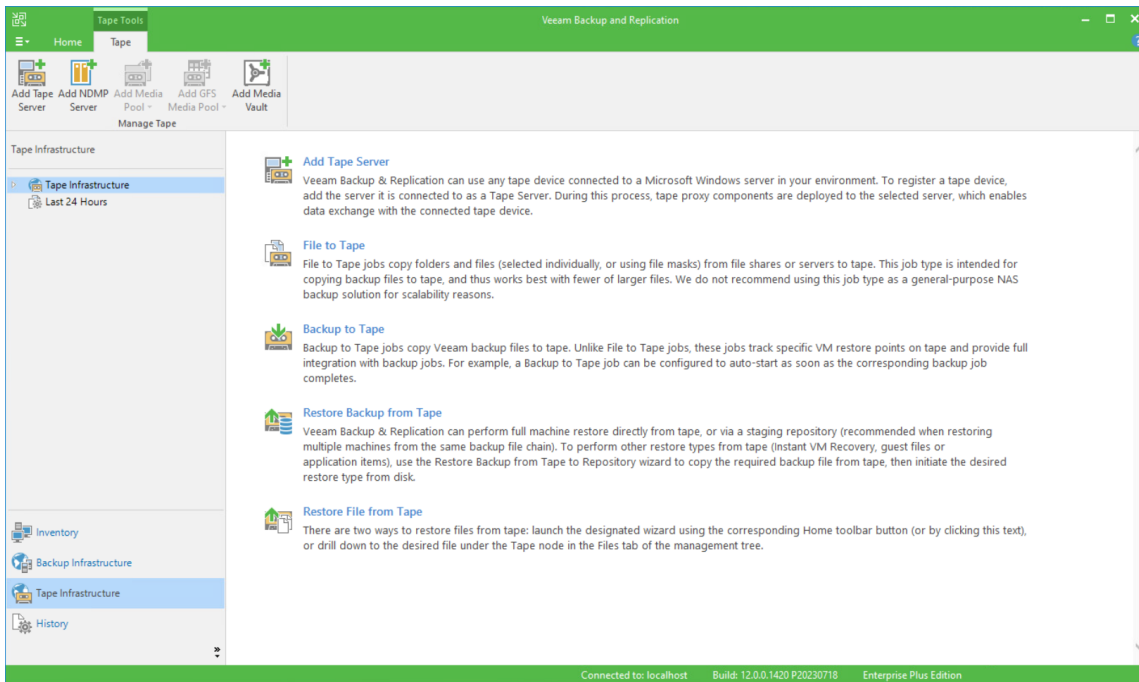 Tape Tools
Veeam Backup and Replication
Home Tape
Add Tape Server
Add NDMP Server
Add Media Pool
Add GFS Media Pool
Add Media Vault
Manage Tape
Tape Infrastructure
Tape Infrastructure
Last 24 Hours
Add Tape Server
Veeam Backup & Replication can use any tape device connected to a Microsoft Windows server in your environment. To register a tape device,
add the server it is connected to as a Tape Server. During this process, tape proxy components are deployed to the selected server, which enables
data exchange with the connected tape device.
File to Tape
File to Tape jobs copy folders and files (selected individually, or using file masks) from file shares or servers to tape. This job type is intended for
copying backup files to tape, and thus works best with fewer of larger files. We do not recommend using this job type as a general-purpose NAS
backup solution for scalability reasons.
Backup to Tape
Backup to Tape jobs copy Veeam backup files to tape. Unlike File to Tape jobs, these jobs track specific VM restore points on tape and provide full
integration with backup jobs. For example, a Backup to Tape job can be configured to auto-start as soon as the corresponding backup job
completes.
Restore Backup from Tape
Veeam Backup & Replication can perform full machine restore directly from tape, or via a staging repository (recommended when restoring
multiple machines from the same backup file chain). To perform other restore types from tape (Instant VM Recovery, guest files or
application items), use the Restore Backup from Tape to Repository wizard to copy the required backup file from tape, then initiate the desired
restore type from disk.
Restore File from Tape
There are two ways to restore files from tape: launch the designated wizard using the corresponding Home toolbar button (or by clicking this text),
or drill down to the desired file under the Tape node in the Files tab of the management tree.
Inventory
Backup Infrastructure
Tape Infrastructure
History
Connected to: localhost Build: 12.0.0.1420 P20230718 Enterprise Plus Edition